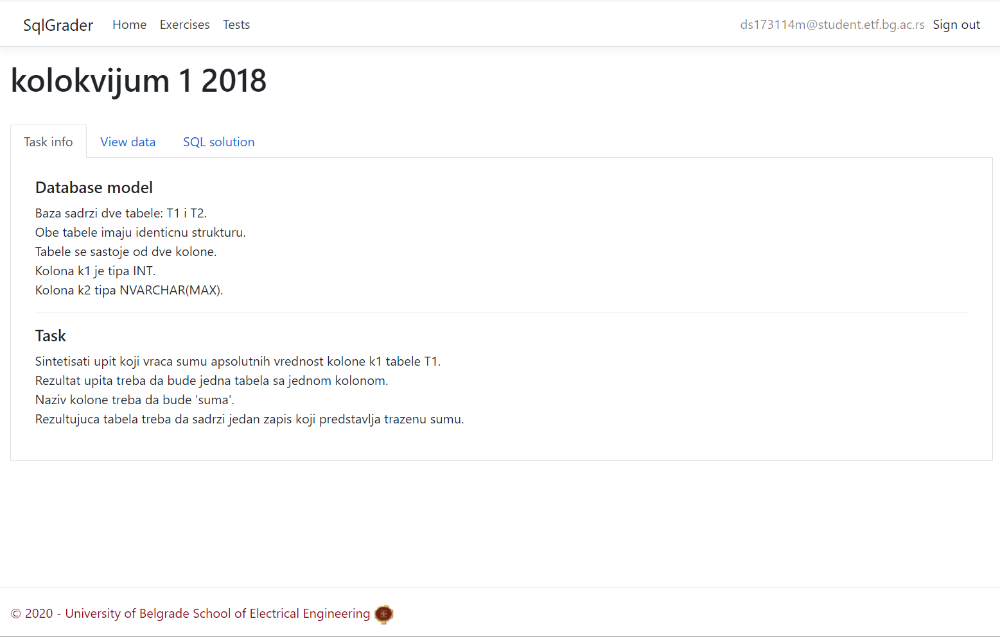 SqlGrader Home Exercises Tests ds173114m@student.etf.bg.ac.rs Sign out
kolokvijum 1 2018
Task info View data SQL solution
Database model
Baza sadrzi dve tabele: T1 i T2.
Obe tabele imaju identicnu strukturu.
Tabele se sastoje od dve kolone.
Kolona k1 je tipa INT.
Kolona k2 tipa NVARCHAR(MAX).
Task
Sintetisati upit koji vraca sumu apsolutnih vrednost kolone k1 tabele T1.
Rezultat upita treba da bude jedna tabela sa jednom kolonom.
Naziv kolone treba da bude 'suma'.
Rezultujuca tabela treba da sadrzi jedan zapis koji predstavlja trazenu sumu.
© 2020 - University of Belgrade School of Electrical Engineering